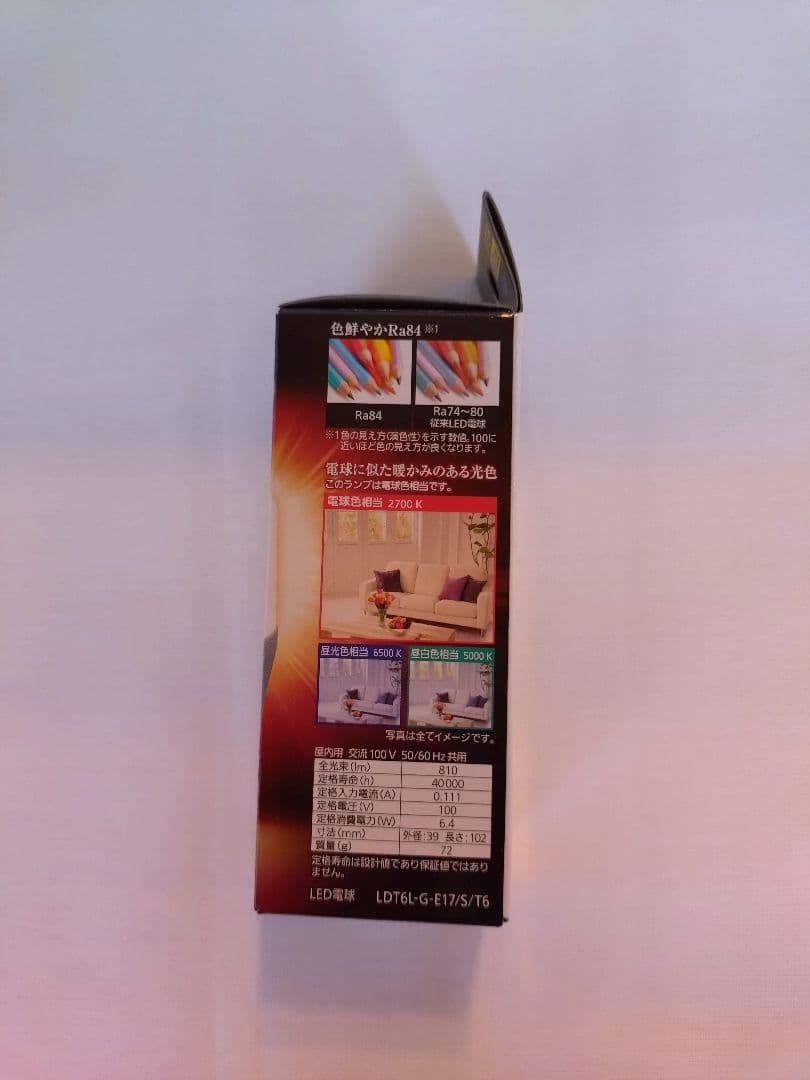 色鮮やかRa84 ※1
Ra84
Ra74～80
従来LED電球
※1色の見え方(演色性)を示す数値。100に
近いほど色の見え方が良くなります。
電球に似た暖かみのある光色
このランプは電球色相当です。
電球色相当 2700 K
昼光色相当 6500 K
昼白色相当 5000 K
写真は全てイメージです。
屋内用 交流100V 50/60Hz共用
全光束(lm) 810
定格寿命(h) 40000
定格入力電流(A) 0.111
定格電圧(V) 100
定格消費電力(W) 6.4
寸法(mm) 外径:39 長さ:102
質量(g) 72
定格寿命は設計値であり保証値ではあり
ません。
LED電球 LDT6L-G-E17/S/T6